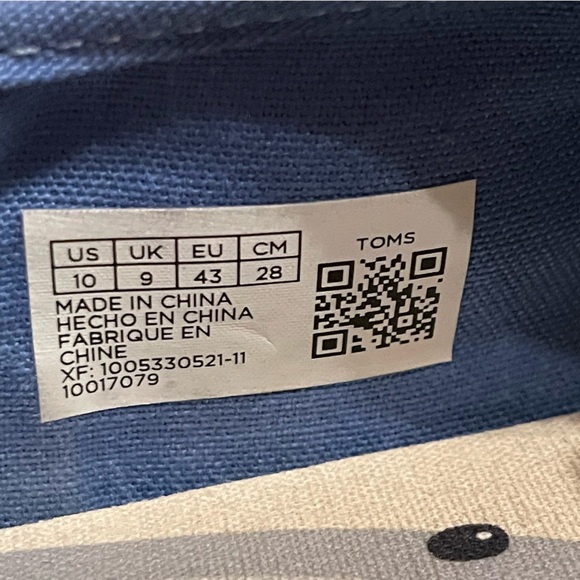 US UK EU CM
10 9 43 28
MADE IN CHINA
HECHO EN CHINA
FABRIQUE EN
CHINE
XF: 1005330521-11
10017079
TOMS